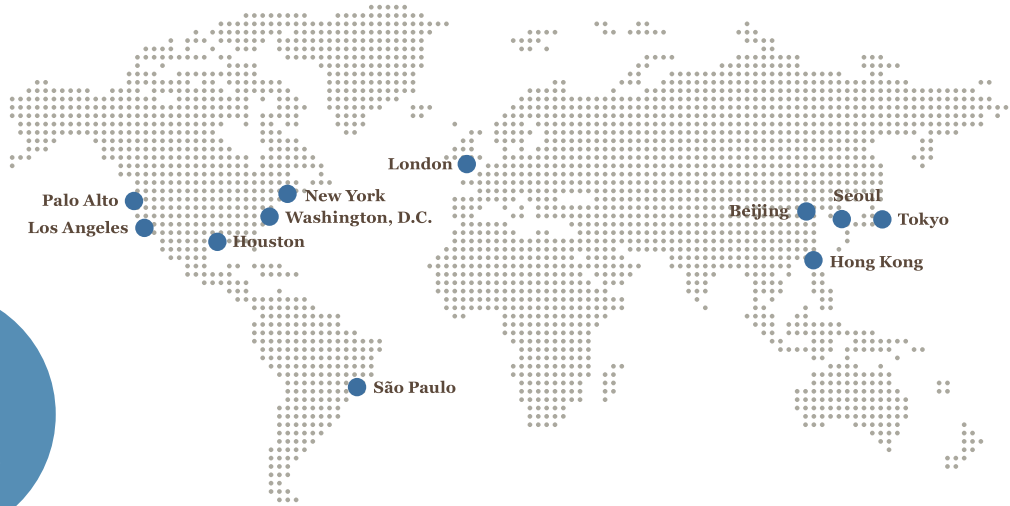 London
Palo Alto
New York
Seoul
Beijing
Washington, D.C.
Tokyo
Los Angeles
Houston
Hong Kong
São Paulo